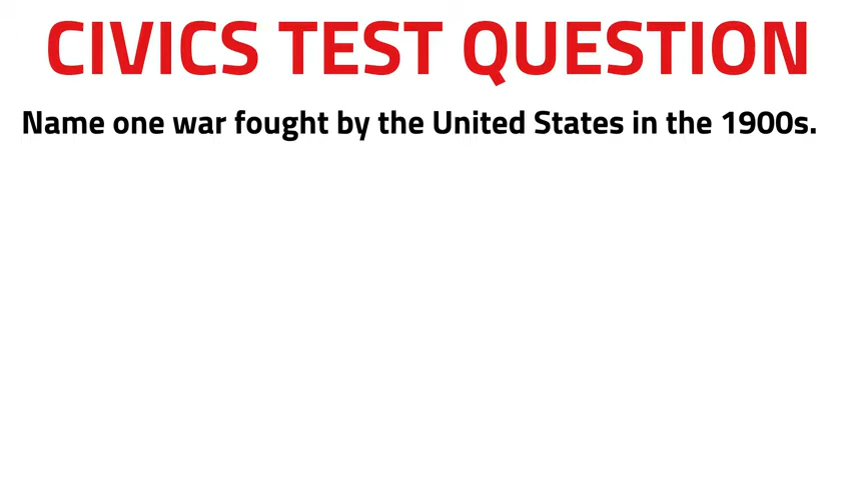 CIVICS TEST QUESTION
Name one war fought by the United States in the 1900s.